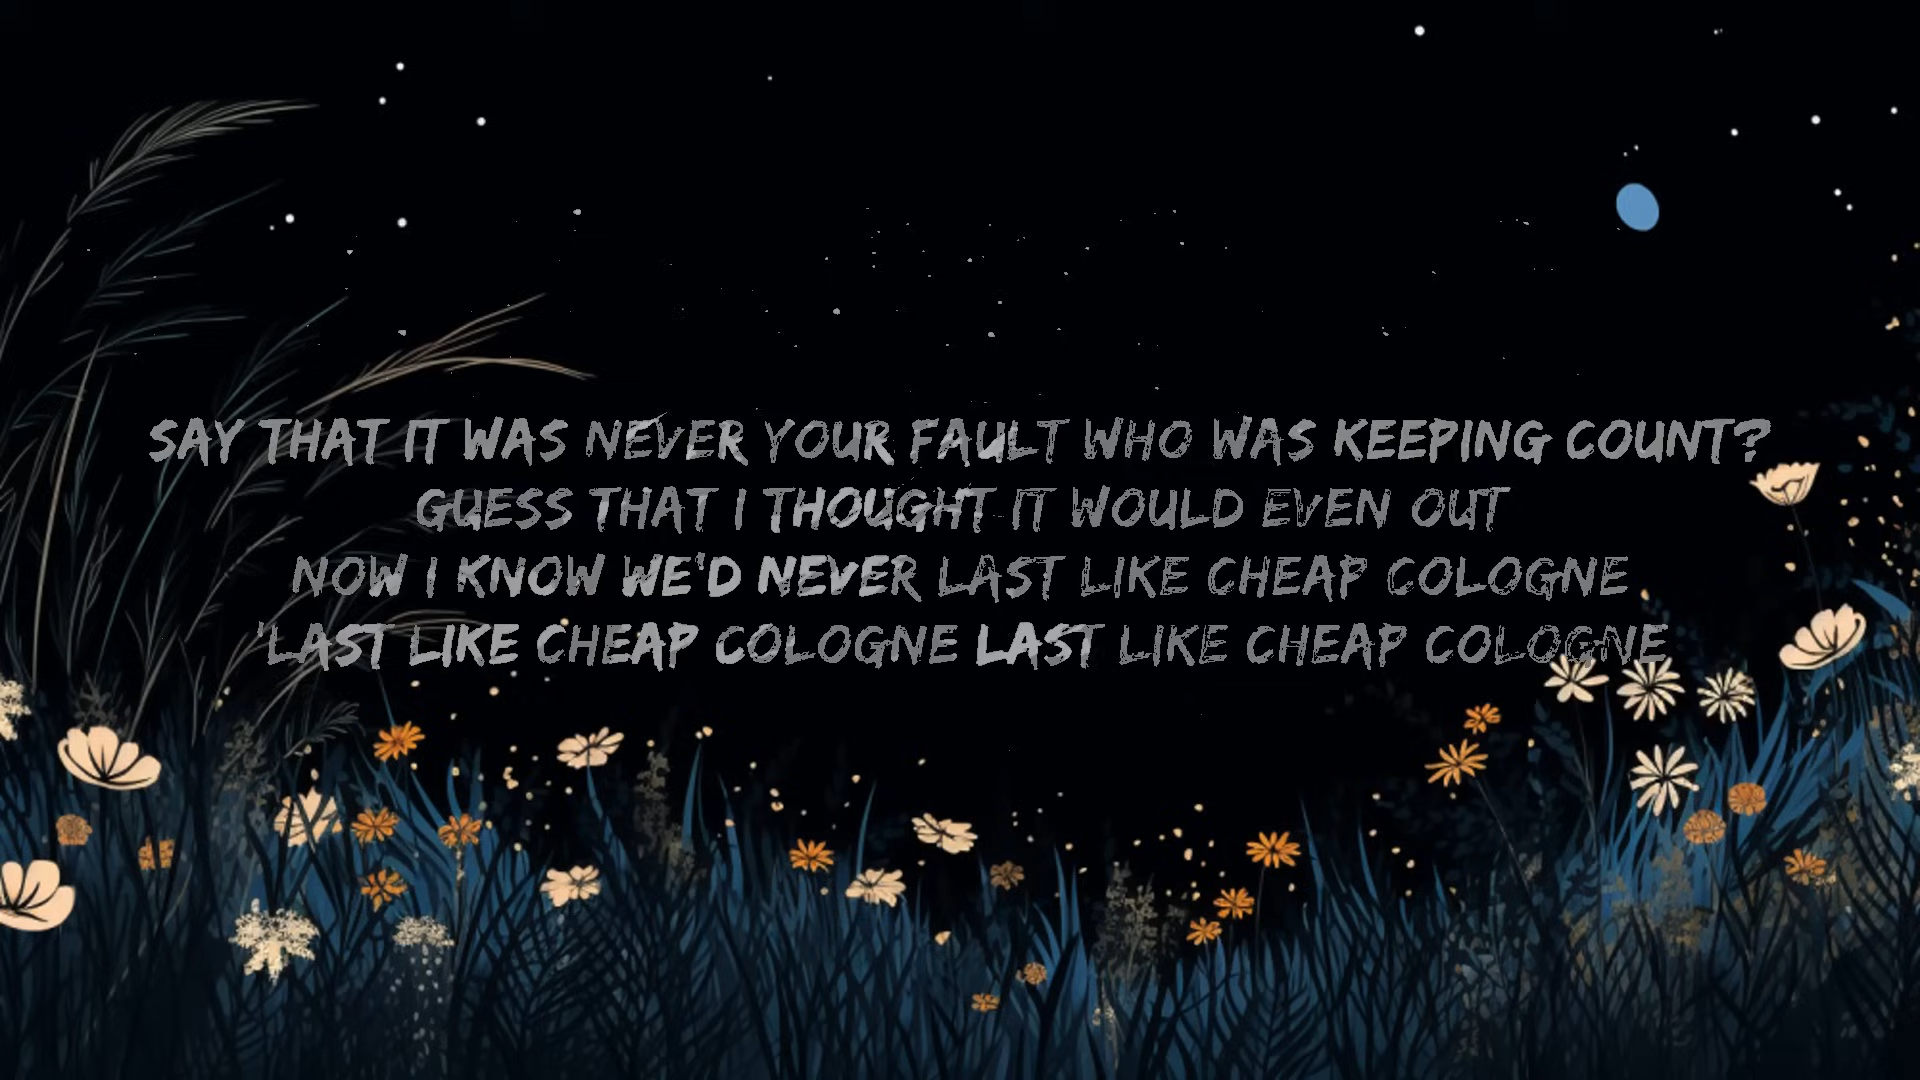 SAY THAT IT WAS NEVER YOUR FAULT WHO WAS KEEPING COUNT?
GUESS THAT I THOUGHT IT WOULD EVEN OUT
NOW I KNOW WE'D NEVER LAST LIKE CHEAP COLOGNE
'LAST LIKE CHEAP COLOGNE LAST LIKE CHEAP COLOGNE